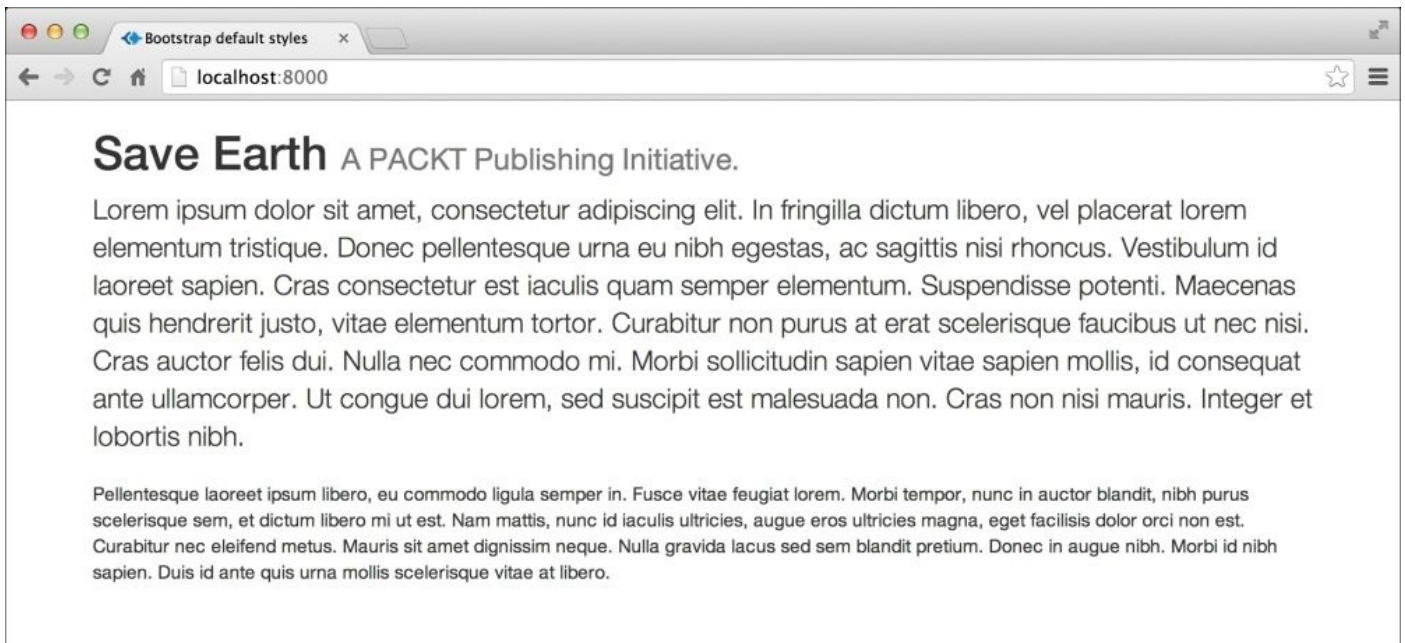 Bootstrap default styles
localhost:8000
Save Earth A PACKT Publishing Initiative.
Lorem ipsum dolor sit amet, consectetur adipiscing elit. In fringilla dictum libero, vel placerat lorem
elementum tristique. Donec pellentesque urna eu nibh egestas, ac sagittis nisi rhoncus. Vestibulum id
laoreet sapien. Cras consectetur est iaculis quam semper elementum. Suspendisse potenti. Maecenas
quis hendrerit justo, vitae elementum tortor. Curabitur non purus at erat scelerisque faucibus ut nec nisi.
Cras auctor felis dui. Nulla nec commodo mi. Morbi sollicitudin sapien vitae sapien mollis, id consequat
ante ullamcorper. Ut congue dui lorem, sed suscipit est malesuada non. Cras non nisi mauris. Integer et
lobortis nibh.
Pellentesque laoreet ipsum libero, eu commodo ligula semper in. Fusce vitae feugiat lorem. Morbi tempor, nunc in auctor blandit, nibh purus
scelerisque sem, et dictum libero mi ut est. Nam mattis, nunc id iaculis ultricies, augue eros ultricies magna, eget facilisis dolor orci non est.
Curabitur nec eleifend metus. Mauris sit amet dignissim neque. Nulla gravida lacus sed sem blandit pretium. Donec in augue nibh. Morbi id nibh
sapien. Duis id ante quis urna mollis scelerisque vitae at libero.